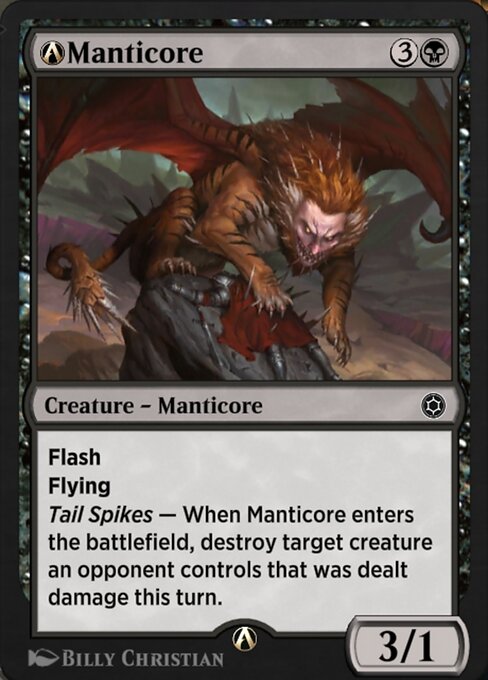 Manticore 3
Creature – Manticore
Flash
Flying
Tail Spikes — When Manticore enters
the battlefield, destroy target creature
an opponent controls that was dealt
damage this turn.
3/1
BILLY CHRISTIAN